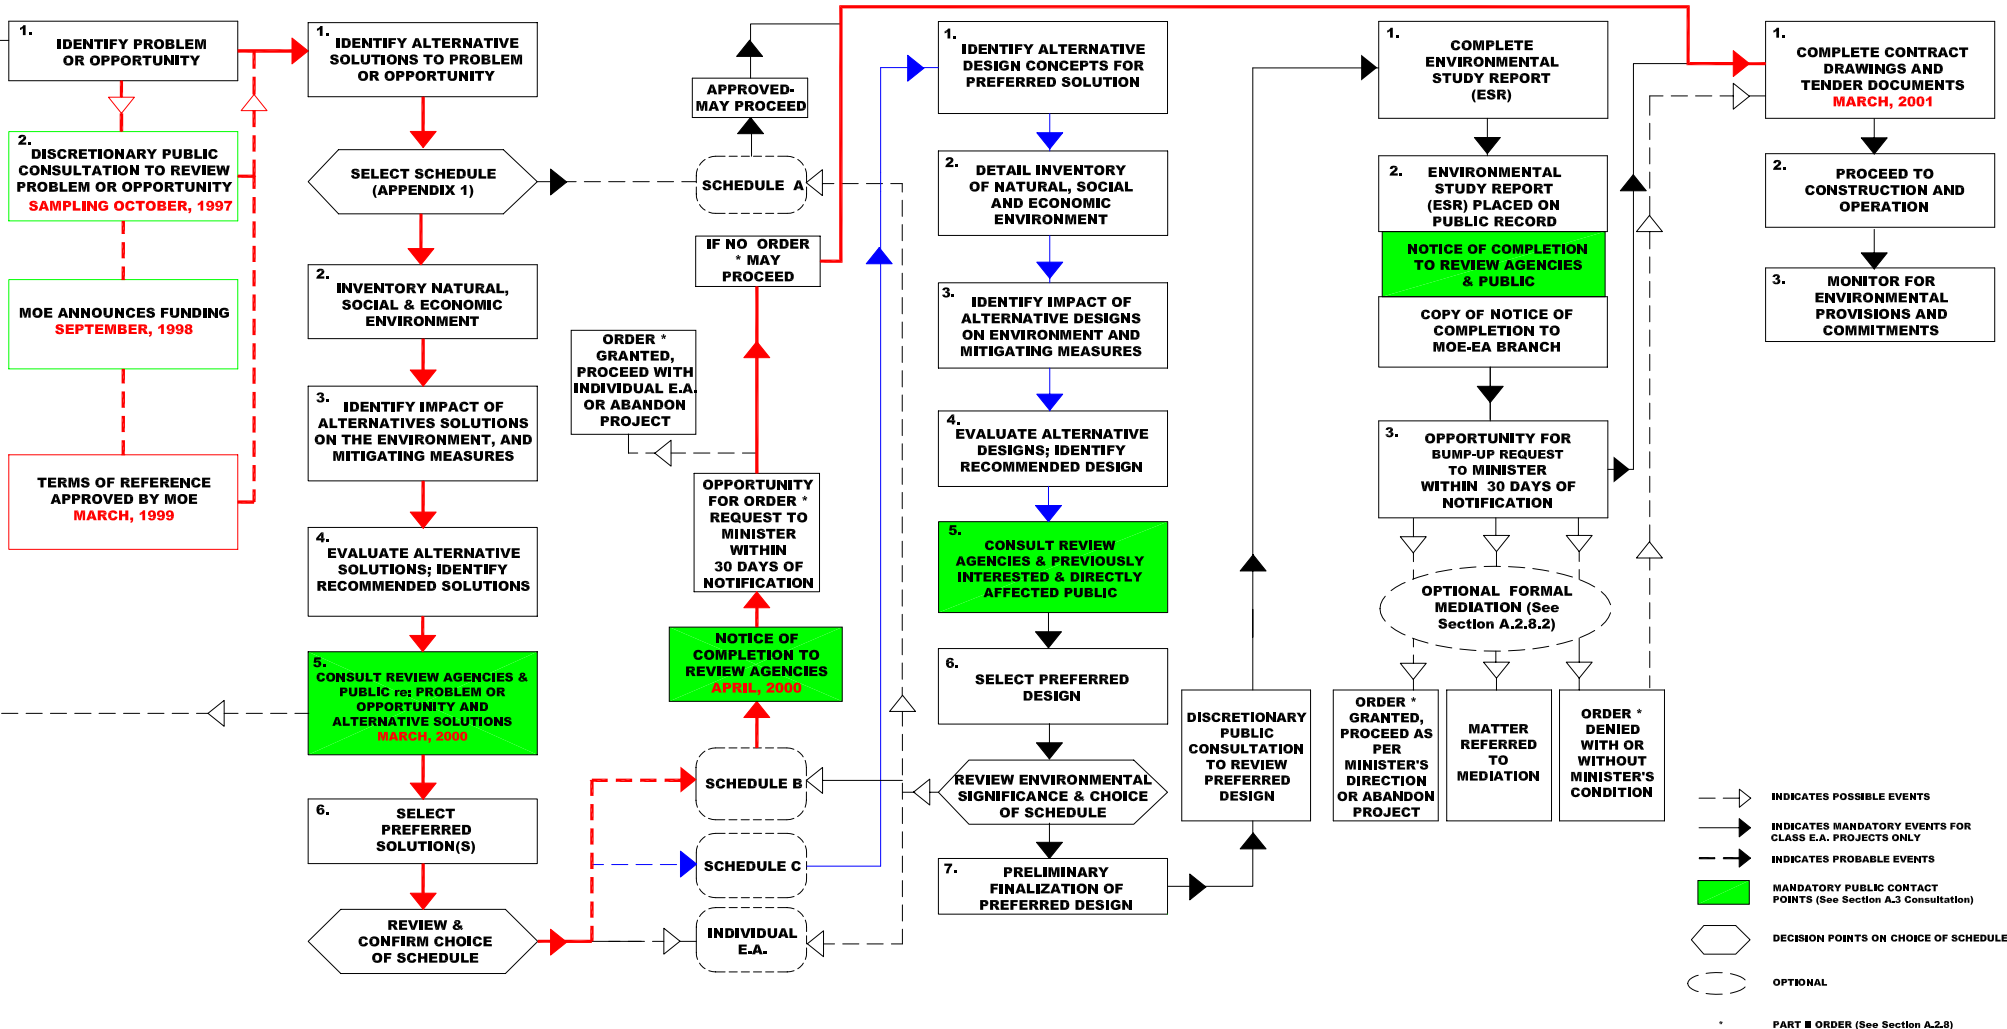 1.
IDENTIFY PROBLEM
OR OPPORTUNITY
2.
DISCRETIONARY PUBLIC
CONSULTATION TO REVIEW
PROBLEM OR OPPORTUNITY
SAMPLING OCTOBER, 1997
MOE ANNOUNCES FUNDING
SEPTEMBER, 1998
TERMS OF REFERENCE
APPROVED BY MOE
MARCH, 1999
1.
IDENTIFY ALTERNATIVE
SOLUTIONS TO PROBLEM
OR OPPORTUNITY
SELECT SCHEDULE
(APPENDIX 1)
2.
INVENTORY NATURAL,
SOCIAL & ECONOMIC
ENVIRONMENT
3.
IDENTIFY IMPACT OF
ALTERNATIVES SOLUTIONS
ON THE ENVIRONMENT, AND
MITIGATING MEASURES
4.
EVALUATE ALTERNATIVE
SOLUTIONS; IDENTIFY
RECOMMENDED SOLUTIONS
5.
CONSULT REVIEW AGENCIES &
PUBLIC re: PROBLEM OR
OPPORTUNITY AND
ALTERNATIVE SOLUTIONS
MARCH, 2000
6.
SELECT
PREFERRED
SOLUTION(S)
REVIEW &
CONFIRM CHOICE
OF SCHEDULE
APPROVED-
MAY PROCEED
SCHEDULE A
IF NO ORDER
* MAY
PROCEED
ORDER *
GRANTED,
PROCEED WITH
INDIVIDUAL E.A.
OR ABANDON
PROJECT
OPPORTUNITY
FOR ORDER *
REQUEST TO
MINISTER
WITHIN
30 DAYS OF
NOTIFICATION
NOTICE OF
COMPLETION TO
REVIEW AGENCIES
APRIL, 2000
SCHEDULE B
SCHEDULE C
INDIVIDUAL
E.A.
1.
IDENTIFY ALTERNATIVE
DESIGN CONCEPTS FOR
PREFERRED SOLUTION
2.
DETAIL INVENTORY
OF NATURAL, SOCIAL
AND ECONOMIC
ENVIRONMENT
3.
IDENTIFY IMPACT OF
ALTERNATIVE DESIGNS
ON ENVIRONMENT AND
MITIGATING MEASURES
4.
EVALUATE ALTERNATIVE
DESIGNS; IDENTIFY
RECOMMENDED DESIGN
5.
CONSULT REVIEW
AGENCIES & PREVIOUSLY
INTERESTED & DIRECTLY
AFFECTED PUBLIC
6.
SELECT PREFERRED
DESIGN
REVIEW ENVIRONMENTAL
SIGNIFICANCE & CHOICE
OF SCHEDULE
7.
PRELIMINARY
FINALIZATION OF
PREFERRED DESIGN
DISCRETIONARY
PUBLIC
CONSULTATION
TO REVIEW
PREFERRED
DESIGN
1.
COMPLETE
ENVIRONMENTAL
STUDY REPORT
(ESR)
2.
ENVIRONMENTAL
STUDY REPORT
(ESR) PLACED ON
PUBLIC RECORD
NOTICE OF COMPLETION
TO REVIEW AGENCIES
& PUBLIC
COPY OF NOTICE OF
COMPLETION TO
MOE-EA BRANCH
3.
OPPORTUNITY FOR
BUMP-UP REQUEST
TO MINISTER
WITHIN 30 DAYS OF
NOTIFICATION
OPTIONAL FORMAL
MEDIATION (See
Section A.2.8.2)
ORDER *
GRANTED,
PROCEED AS
PER
MINISTER'S
DIRECTION
OR ABANDON
PROJECT
MATTER
REFERRED
TO
MEDIATION
ORDER *
DENIED
WITH OR
WITHOUT
MINISTER'S
CONDITION
1.
COMPLETE CONTRACT
DRAWINGS AND
TENDER DOCUMENTS
MARCH, 2001
2.
PROCEED TO
CONSTRUCTION AND
OPERATION
3.
MONITOR FOR
ENVIRONMENTAL
PROVISIONS AND
COMMITMENTS
INDICATES POSSIBLE EVENTS
INDICATES MANDATORY EVENTS FOR
CLASS E.A. PROJECTS ONLY
INDICATES PROBABLE EVENTS
MANDATORY PUBLIC CONTACT
POINTS (See Section A.3 Consultation)
DECISION POINTS ON CHOICE OF SCHEDULE
OPTIONAL
* PART II ORDER (See Section A.2.8)